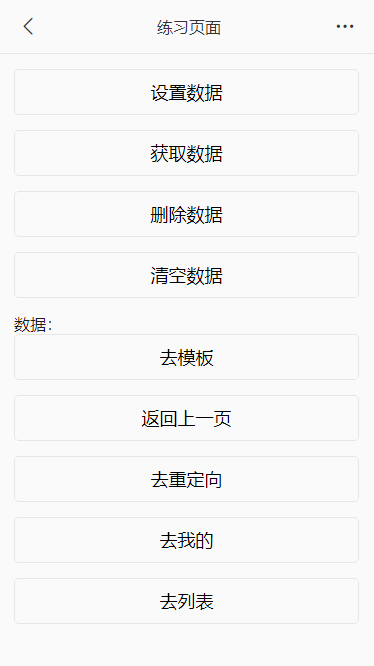 练习页面
设置数据
获取数据
删除数据
清空数据
数据:
去模板
返回上一页
去重定向
去我的
去列表